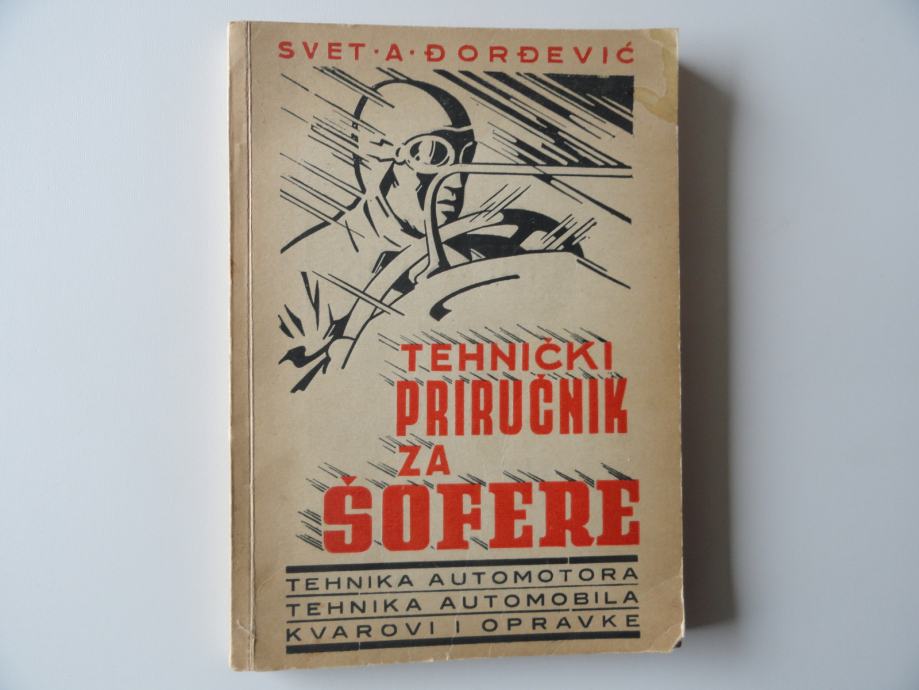 SVET·A·ĐORĐEVIĆ
TEHNIČKI
PRIRUČNIK
ZA
ŠOFERE
TEHNIKA AUTOMOTORA
TEHNIKA AUTOMOBILA
KVAROVI I OPRAVKE